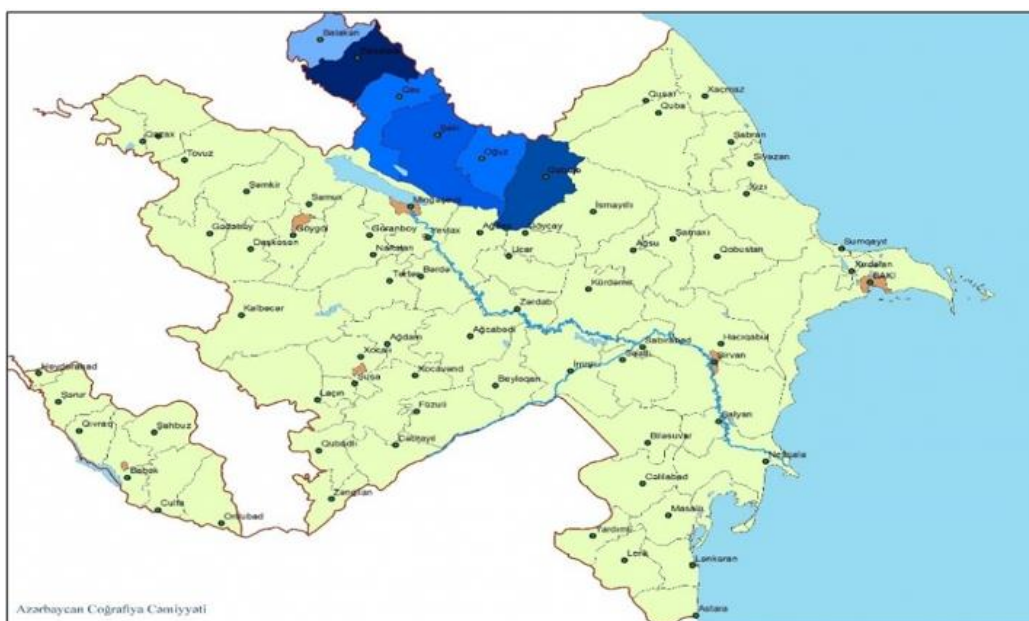 Balakən
Qax
Şəki
Oğuz
Qusar
Xaçmaz
Quba
Şabran
Siyəzən
Xızı
Qazax
Tovuz
Şəmkir
Samux
Mingəçevir
İsmayıllı
Gədəbəy
Göygöl
Daşkəsən
Goranboy
Naftalan
Yevlax
Göyçay
Ucar
Ağsu
Şamaxı
Qobustan
Sumqayıt
Xırdalan
BAKI
Tərtər
Bərdə
Kürdəmir
Kəlbəcər
Zərdab
Ağdam
Ağcabədi
Xocalı
Sabirabad
Hacıqabul
Şirvan
Heydərabad
Şuşa
Xocavənd
Beyləqan
Saatlı
Şərur
Laçın
Füzuli
Salyan
Qıvraq
Şahbuz
Qubadlı
Cəbrayıl
Biləsuvar
Neftçala
Babək
Zəngilan
Cəlilabad
Culfa
Ordubad
Masallı
Yardımlı
Lerik
Lənkəran
Astara
Azərbaycan Coğrafiya Cəmiyyəti